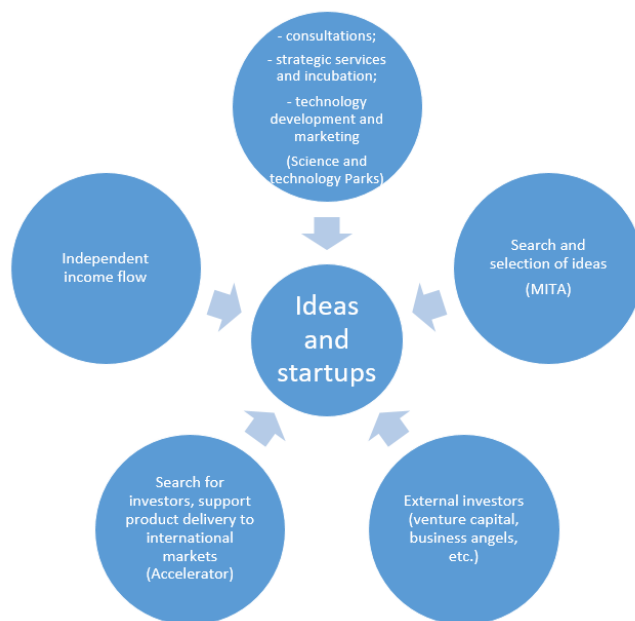 - consultations;
- strategic services
and incubation;
- technology
development and
marketing
(Science and
technology Parks)
Independent
income flow
Search and
selection of ideas
(MITA)
Ideas
and
startups
Search for
investors, support
product delivery to
international
markets
(Accelerator)
External investors
(venture capital,
business angels,
etc.)